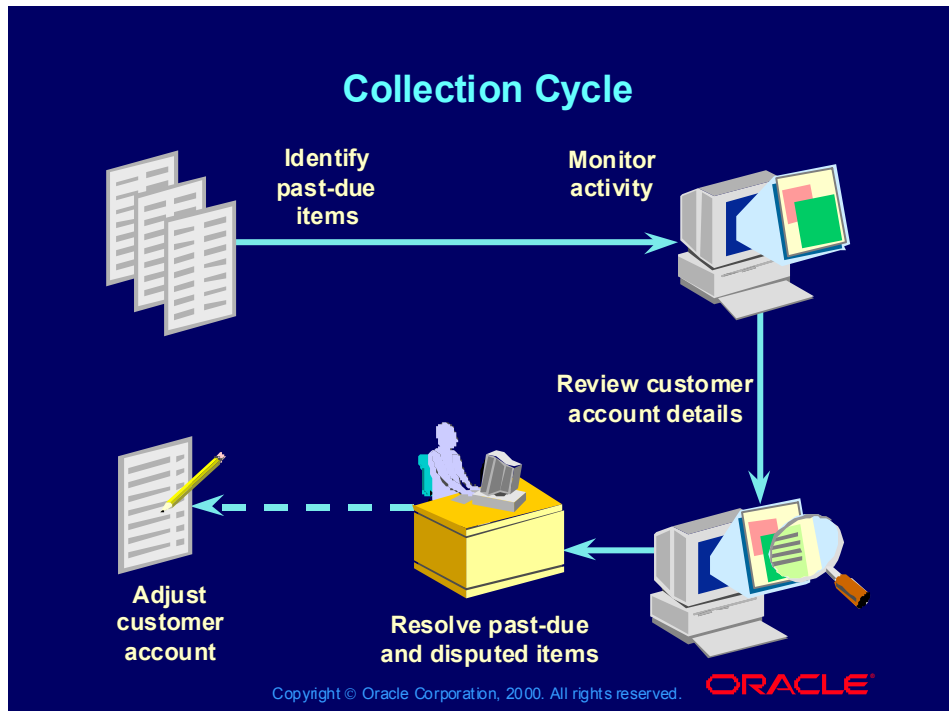 Collection Cycle
Identify
past-due
items
Monitor
activity
Review customer
account details
Adjust
customer
account
Resolve past-due
and disputed items
Copyright © Oracle Corporation, 2000. All rights reserved.
ORACLE®